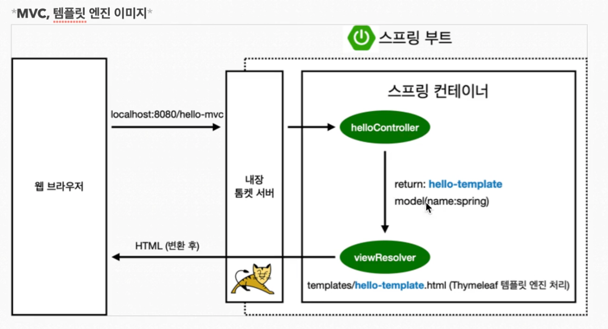 *MVC, 템플릿 엔진 이미지*
스프링 부트
스프링 컨테이너
localhost:8080/hello-mvc
helloController
웹 브라우저
내장
톰켓 서버
return: hello-template
model(name:spring)
HTML (변환 후)
viewResolver
templates/hello-template.html (Thymeleaf 템플릿 엔진 처리)